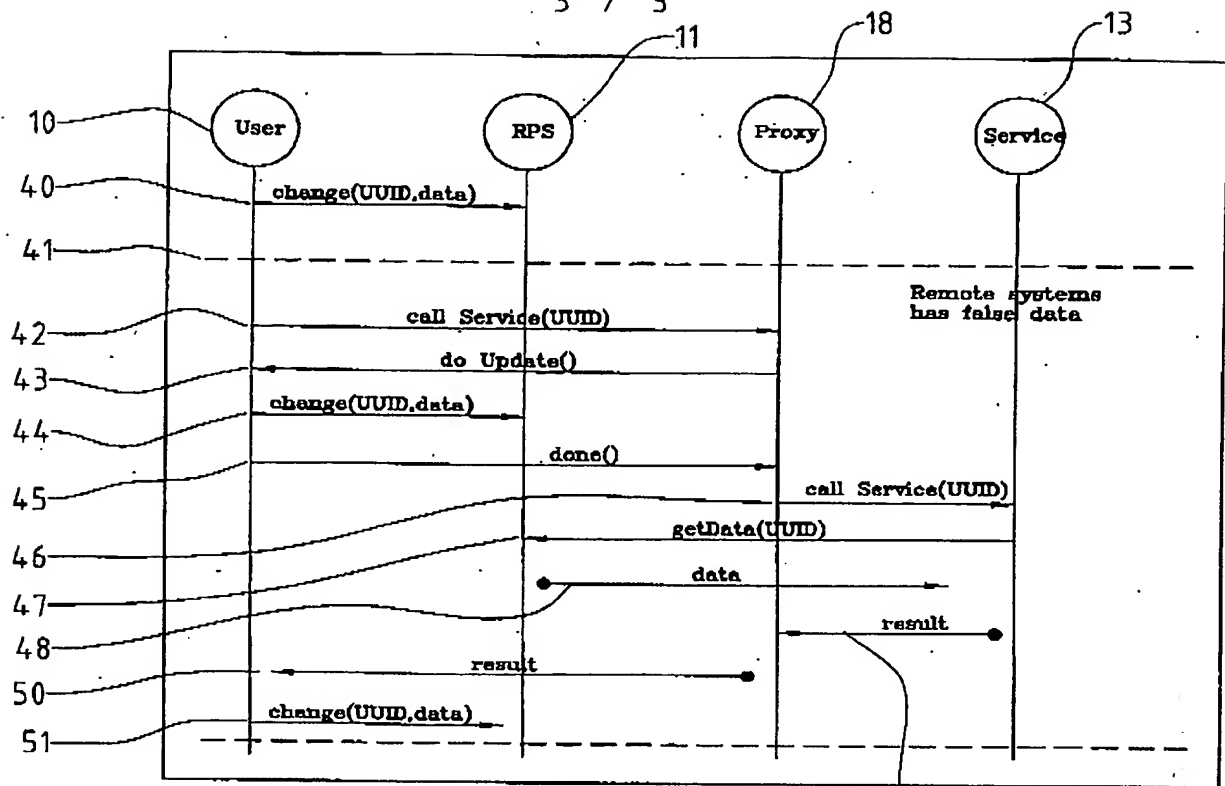 3 / 5
11
18
13
10
User
RPS
Proxy
Service
40
change(UUID,data)
41
Remote systems
has false data
42
call Service(UUID)
43
do Update()
44
change(UUID,data)
45
done()
46
call Service(UUID)
47
getData(UUID)
48
data
result
50
result
51
change(UUID,data)